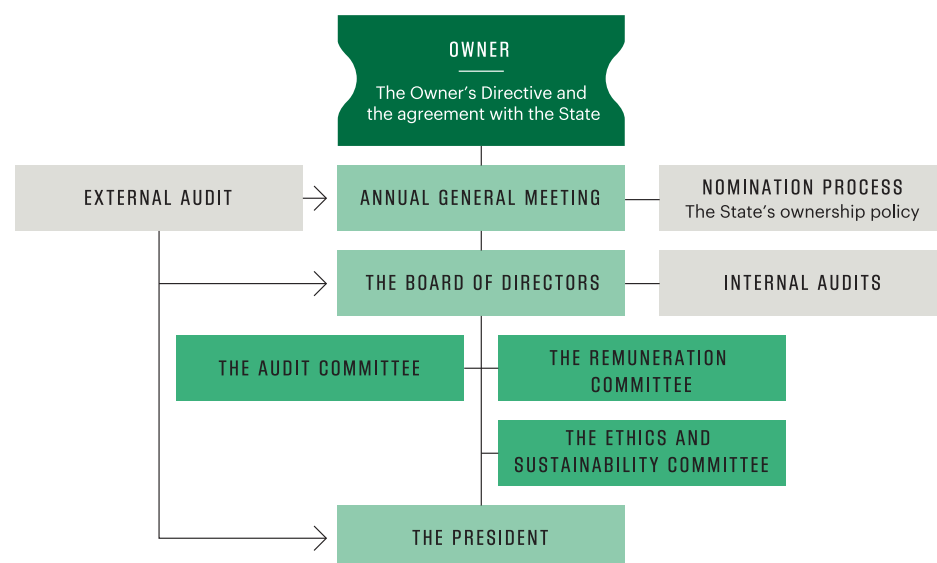 OWNER
The Owner's Directive and
the agreement with the State
EXTERNAL AUDIT
ANNUAL GENERAL MEETING
NOMINATION PROCESS
The State's ownership policy
THE BOARD OF DIRECTORS
INTERNAL AUDITS
THE AUDIT COMMITTEE
THE REMUNERATION
COMMITTEE
THE ETHICS AND
SUSTAINABILITY COMMITTEE
THE PRESIDENT